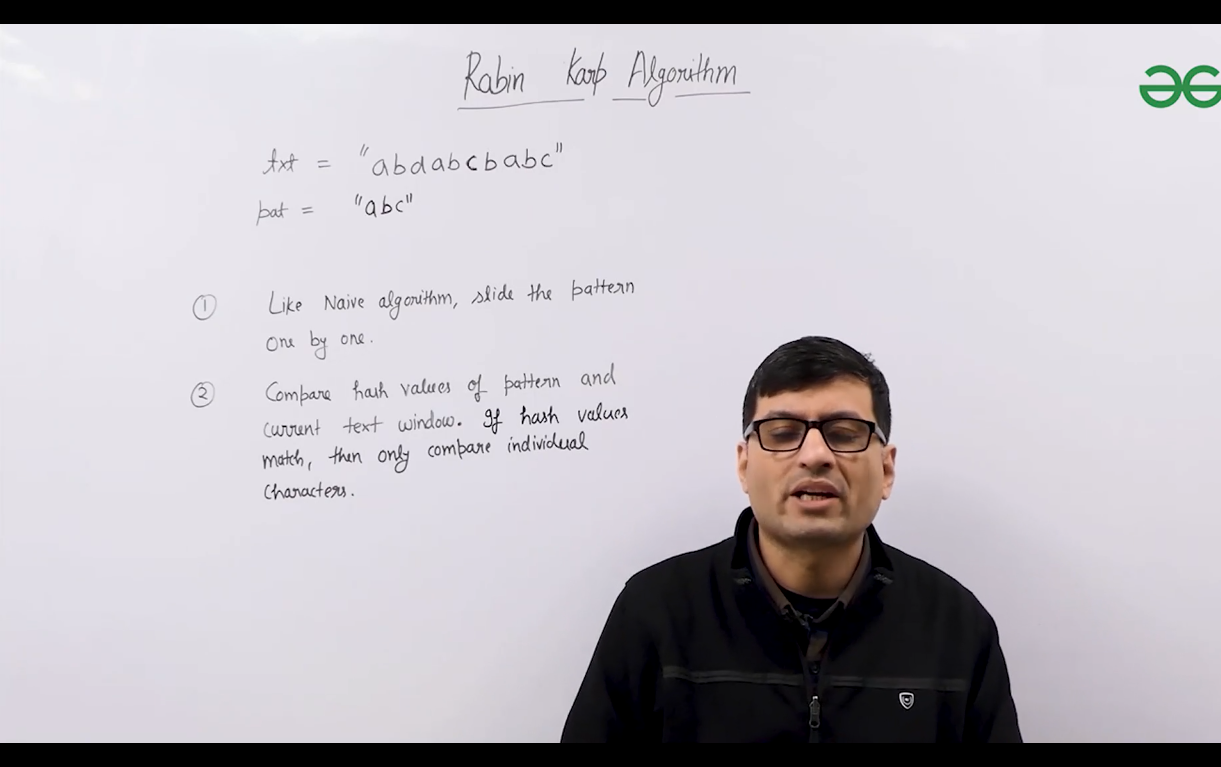 Rabin Karp Algorithm
txt = "abdabcbabc"
pat = "abc"
① Like Naive algorithm, slide the pattern
one by one.
② Compare hash values of pattern and
current text window. If hash values
match, then only compare individual
characters.